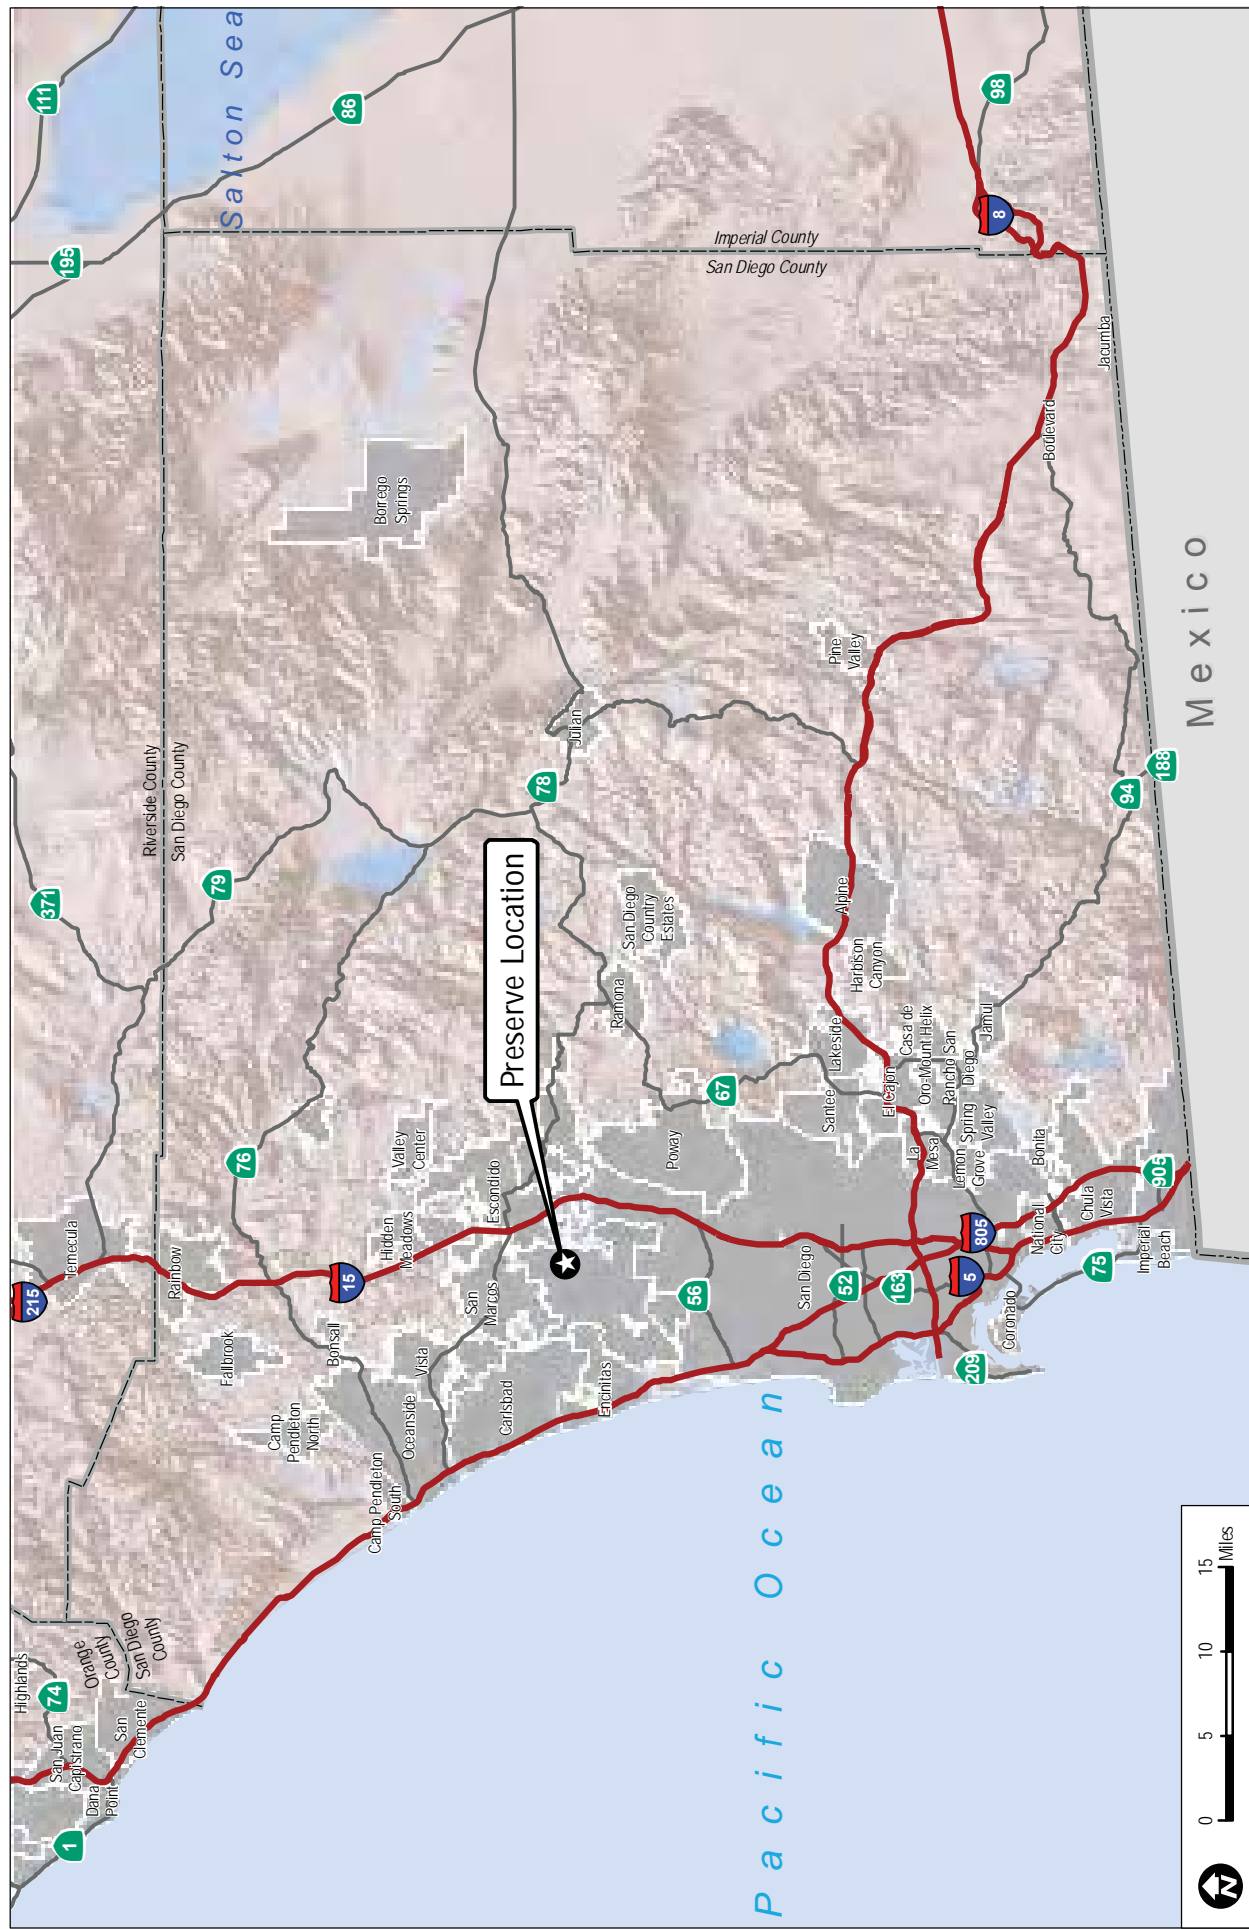 Salton Sea
111
86
195
98
8
Imperial County
San Diego County
Jacumba
Boulevard
Borrego
Springs
Mexico
Pine
Valley
Julian
78
Riverside County
San Diego County
371
79
76
94
188
Preserve Location
San Diego
Country
Estates
Ramona
Alpine
Harbison
Canyon
Lakeside
Casa de
Oro-Mount Helix
Rancho San
Diego
Jamul
67
Santee
El Cajon
Poway
La
Mesa
Lemon
Grove
Spring
Valley
Bonita
Valley
Center
Escondido
Hidden
Meadows
905
Chula
Vista
National
City
Imperial
Beach
75
805
5
163
52
San Diego
56
Coronado
209
215
Temecula
Rainbow
15
San
Marcos
Fallbrook
Bonsall
Vista
Camp
Pendleton
North
Oceanside
Carlsbad
Encinitas
Camp Pendleton
South
Pacific Ocean
Highlands
74
Orange
County
San Diego
County
San Juan
Capistrano
San
Clemente
Dana
Point
1
0 5 10 15
Miles
N